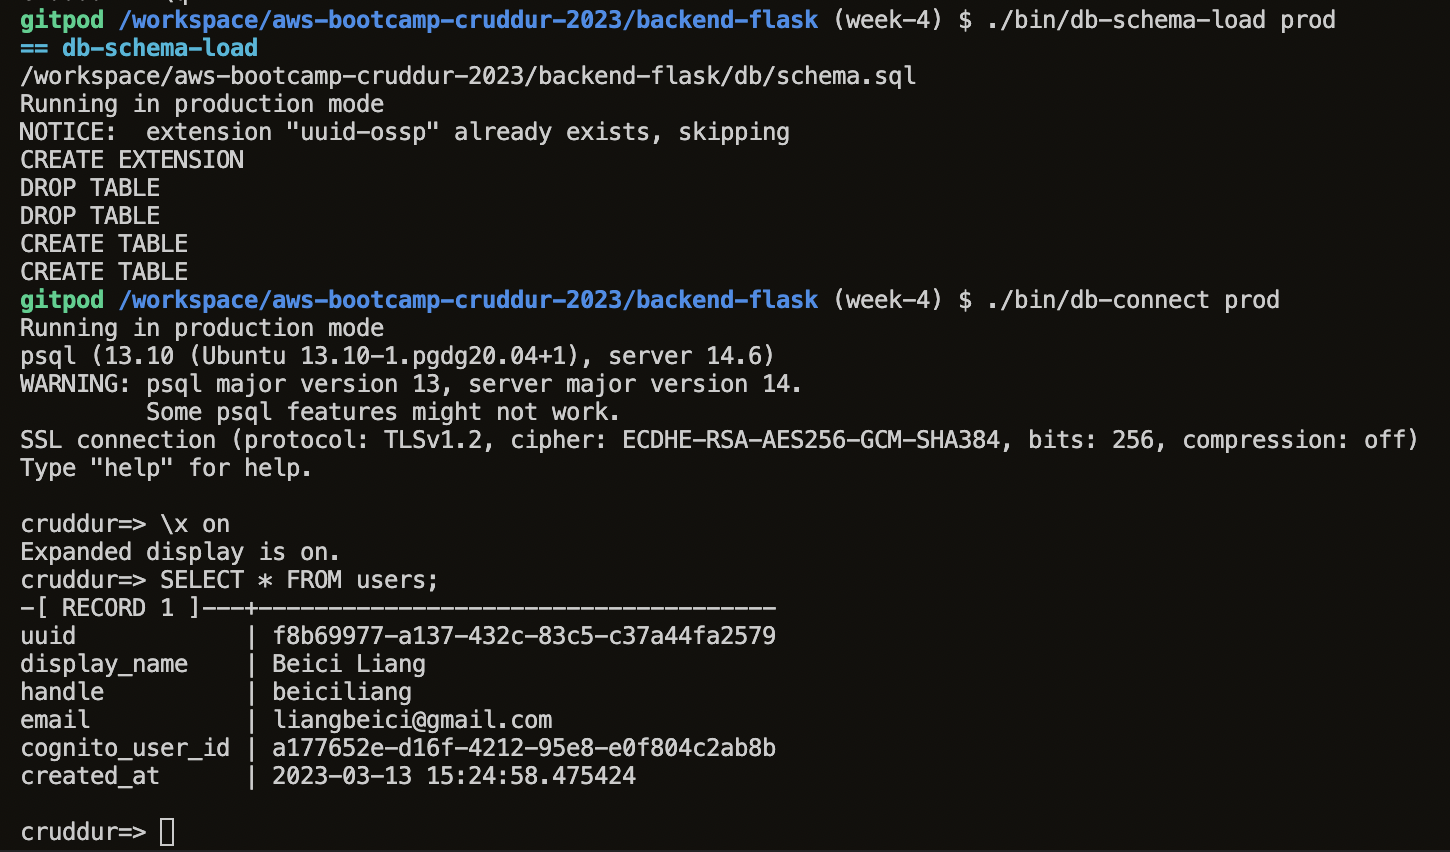 gitpod /workspace/aws-bootcamp-cruddur-2023/backend-flask (week-4) $ ./bin/db-schema-load prod
== db-schema-load
/workspace/aws-bootcamp-cruddur-2023/backend-flask/db/schema.sql
Running in production mode
NOTICE:  extension "uuid-ossp" already exists, skipping
CREATE EXTENSION
DROP TABLE
DROP TABLE
CREATE TABLE
CREATE TABLE
gitpod /workspace/aws-bootcamp-cruddur-2023/backend-flask (week-4) $ ./bin/db-connect prod
Running in production mode
psql (13.10 (Ubuntu 13.10-1.pgdg20.04+1), server 14.6)
WARNING: psql major version 13, server major version 14.
         Some psql features might not work.
SSL connection (protocol: TLSv1.2, cipher: ECDHE-RSA-AES256-GCM-SHA384, bits: 256, compression: off)
Type "help" for help.
cruddur=> \x on
Expanded display is on.
cruddur=> SELECT * FROM users;
-[ RECORD 1 ]---+-------------------------------------
uuid            | f8b69977-a137-432c-83c5-c37a44fa2579
display_name    | Beici Liang
handle          | beiciliang
email           | liangbeici@gmail.com
cognito_user_id | a177652e-d16f-4212-95e8-e0f804c2ab8b
created_at      | 2023-03-13 15:24:58.475424
cruddur=>